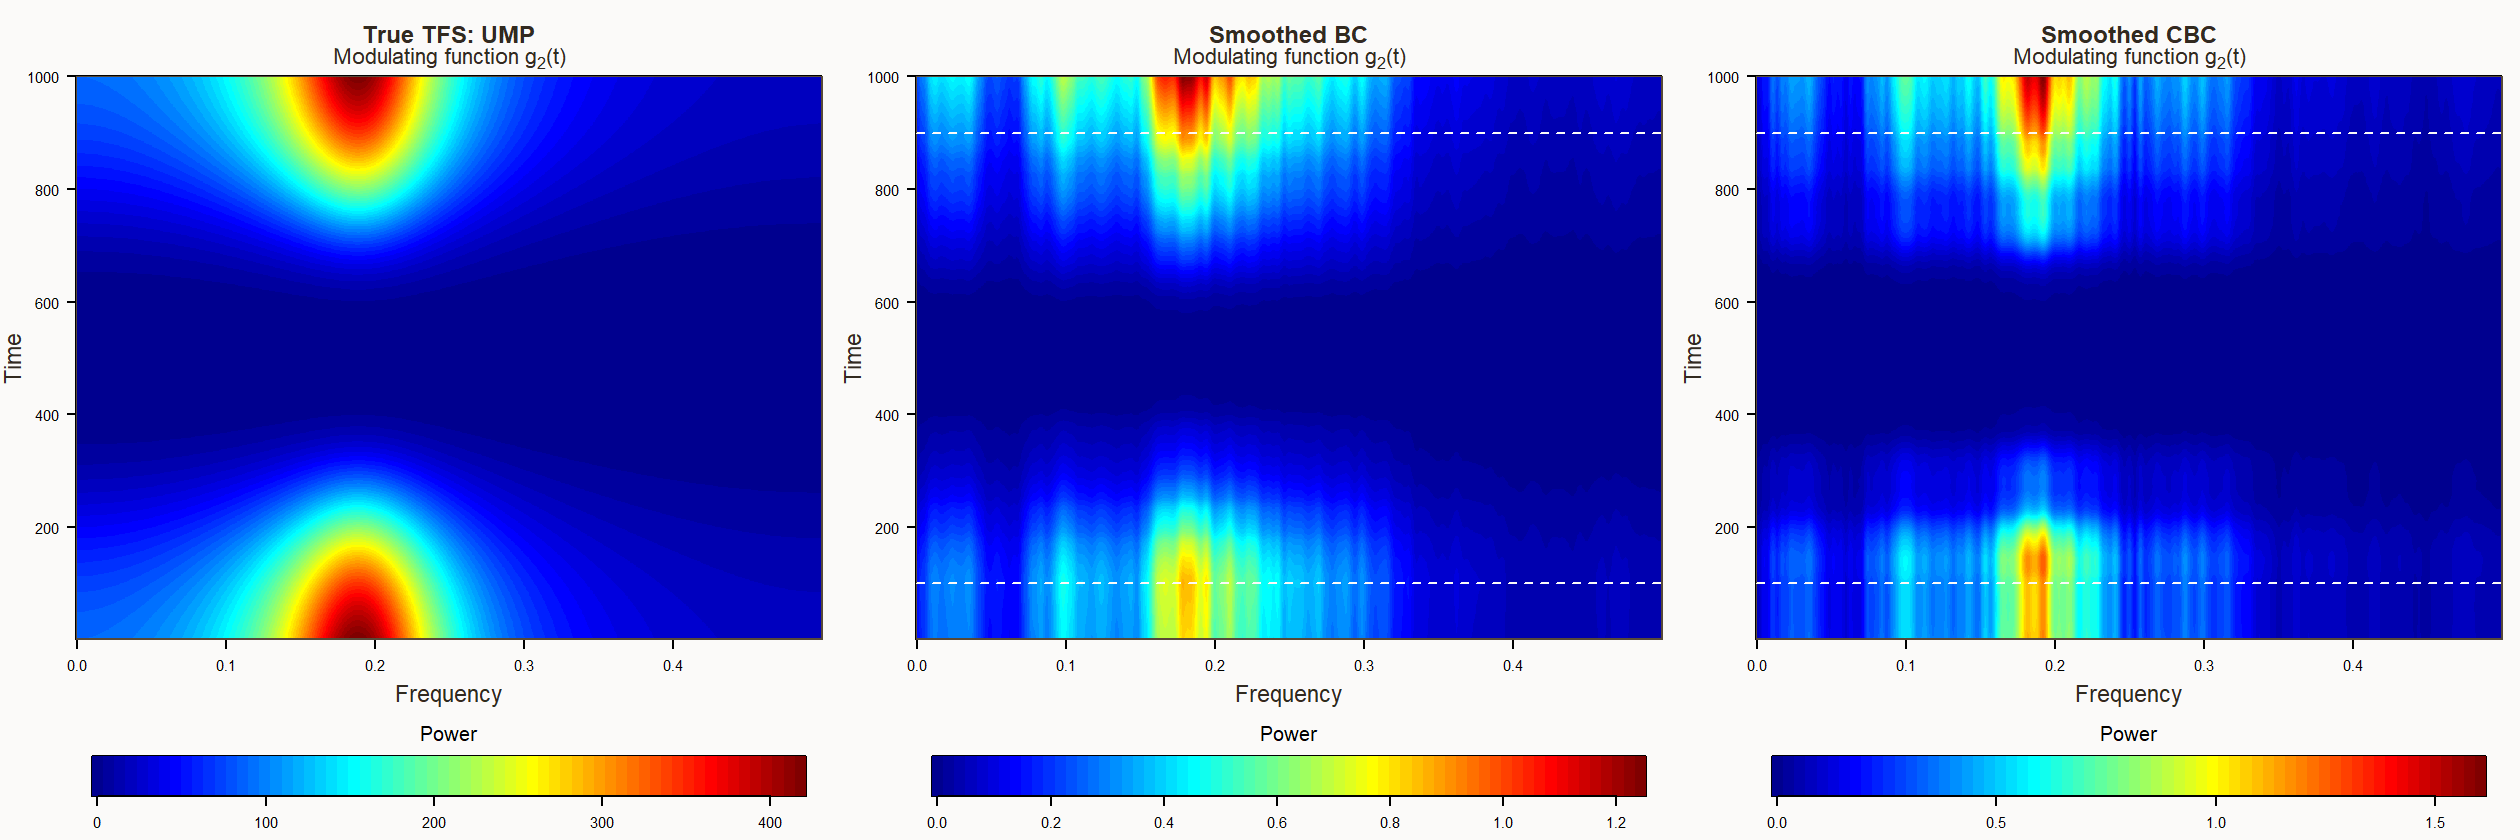 True TFS: UMP
Modulating function g₂(t)
1000
800
600
400
200
Time
0.0 0.1 0.2 0.3 0.4
Frequency
Power
0 100 200 300 400
Smoothed BC
Modulating function g₂(t)
1000
800
600
400
200
Time
0.0 0.1 0.2 0.3 0.4
Frequency
Power
0.0 0.2 0.4 0.6 0.8 1.0 1.2
Smoothed CBC
Modulating function g₂(t)
1000
800
600
400
200
Time
0.0 0.1 0.2 0.3 0.4
Frequency
Power
0.0 0.5 1.0 1.5